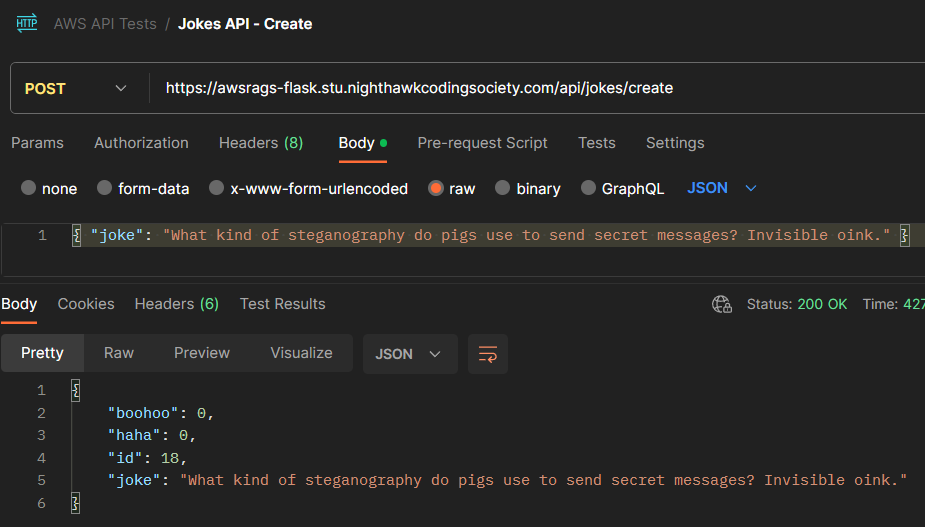 HTTP AWS API Tests / Jokes API - Create
POST https://awsrags-flask.stu.nighthawkcodingsociety.com/api/jokes/create
Params Authorization Headers (8) Body Pre-request Script Tests Settings
none form-data x-www-form-urlencoded raw binary GraphQL JSON
1 { "joke": "What kind of steganography do pigs use to send secret messages? Invisible oink." }
Body Cookies Headers (6) Test Results Status: 200 OK Time: 427
Pretty Raw Preview Visualize JSON
1 {
2 "boohoo": 0,
3 "haha": 0,
4 "id": 18,
5 "joke": "What kind of steganography do pigs use to send secret messages? Invisible oink."
6 }